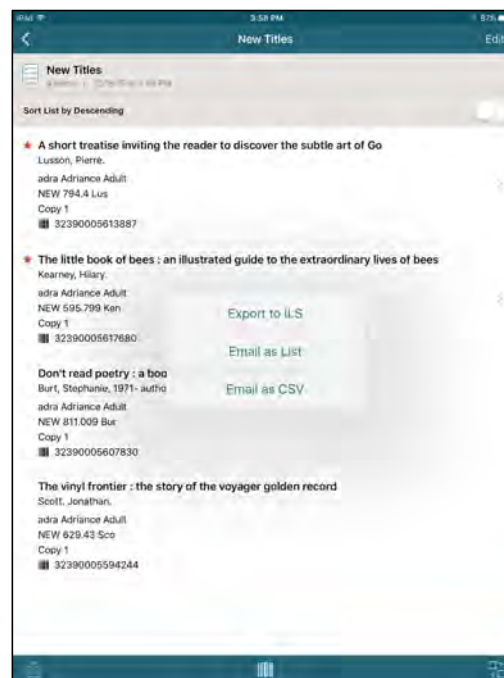 iPad
3:58 PM
87%
New Titles
Edit
New Titles
Sort List by Descending
A short treatise inviting the reader to discover the subtle art of Go
Lusson, Pierre.
adra Adriance Adult
NEW 794.4 Lus
Copy 1
32390005613887
The little book of bees : an illustrated guide to the extraordinary lives of bees
Kearney, Hilary.
adra Adriance Adult
NEW 595.799 Ken
Copy 1
32390005617680
Export to ILS
Email as List
Email as CSV
Don't read poetry : a boo
Burt, Stephanie, 1971- autho
adra Adriance Adult
NEW 811.009 Bur
Copy 1
32390005607830
The vinyl frontier : the story of the voyager golden record
Scott, Jonathan,
adra Adriance Adult
NEW 629.43 Sco
Copy 1
32390005594244